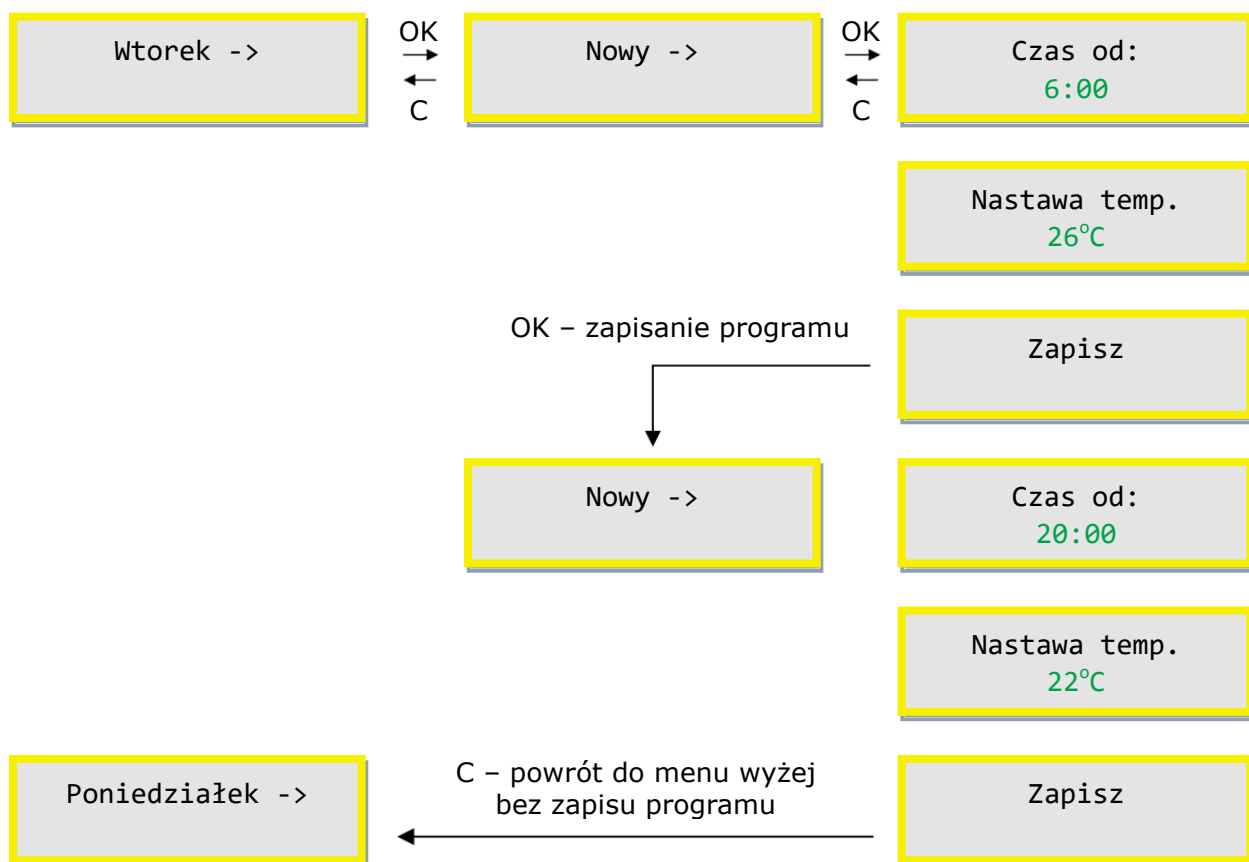 Wtorek ->
OK
C
Nowy ->
OK
C
Czas od:
6:00
Nastawa temp.
26°C
OK – zapisanie programu
Zapisz
Nowy ->
Czas od:
20:00
Nastawa temp.
22°C
Poniedziałek ->
C – powrót do menu wyżej
bez zapisu programu
Zapisz